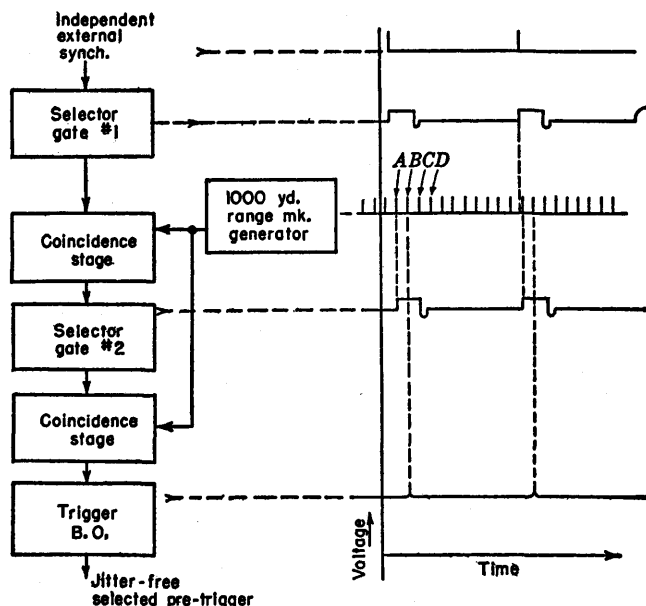 Independent
external
synch.
Selector
gate #1
ABCD
1000 yd.
range mk.
generator
Coincidence
stage
Selector
gate #2
Coincidence
stage
Trigger
B. O.
Voltage
Time
Jitter-free
selected pre-trigger